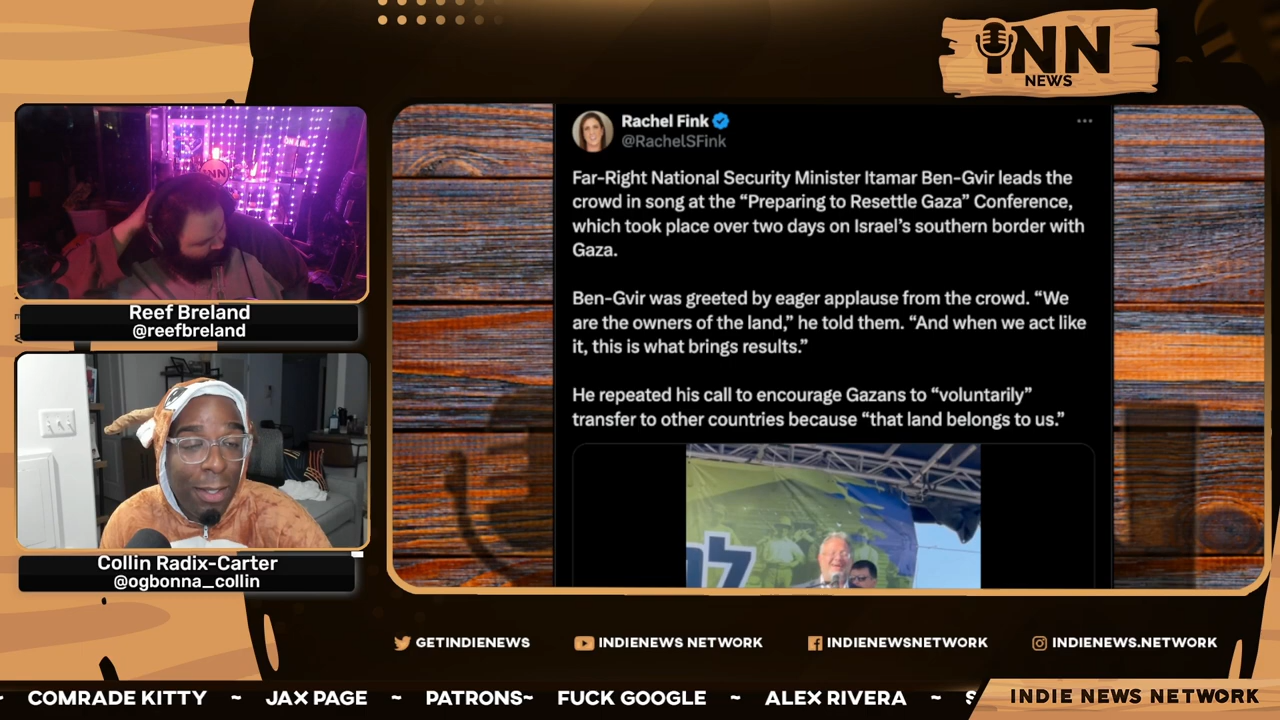 INN
NEWS
Rachel Fink
@RachelSFink
Far-Right National Security Minister Itamar Ben-Gvir leads the
crowd in song at the “Preparing to Resettle Gaza” Conference,
which took place over two days on Israel’s southern border with
Gaza.
Ben-Gvir was greeted by eager applause from the crowd. “We
are the owners of the land,” he told them. “And when we act like
it, this is what brings results.”
He repeated his call to encourage Gazans to “voluntarily”
transfer to other countries because “that land belongs to us.”
INN
Reef Breland
@reefbreland
Collin Radix-Carter
@ogbonna_collin
GETINDIENEWS
INDIENEWS NETWORK
INDIENEWSNETWORK
INDIENEWS.NETWORK
~ COMRADE KITTY ~ JAX PAGE ~ PATRONS~ FUCK GOOGLE ~ ALEX RIVERA ~ S
INDIE NEWS NETWORK